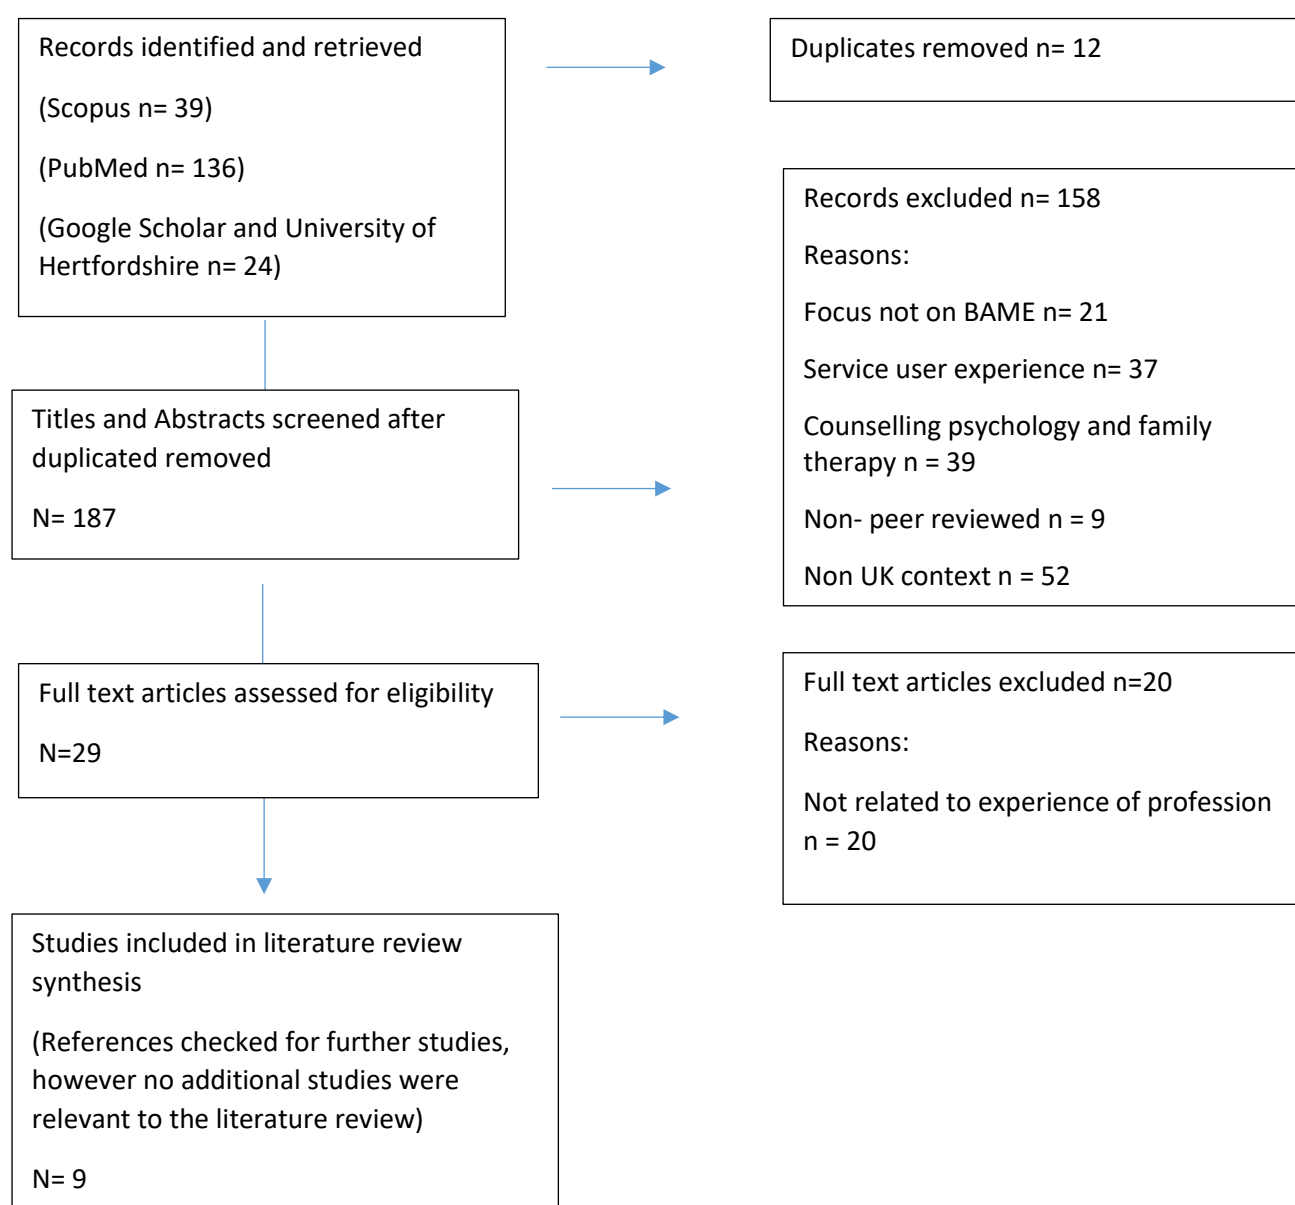 Records identified and retrieved
(Scopus n= 39)
(PubMed n= 136)
(Google Scholar and University of
Hertfordshire n= 24)
Duplicates removed n= 12
Titles and Abstracts screened after
duplicated removed
N= 187
Records excluded n= 158
Reasons:
Focus not on BAME n= 21
Service user experience n= 37
Counselling psychology and family
therapy n = 39
Non- peer reviewed n = 9
Non UK context n = 52
Full text articles assessed for eligibility
N=29
Full text articles excluded n=20
Reasons:
Not related to experience of profession
n = 20
Studies included in literature review
synthesis
(References checked for further studies,
however no additional studies were
relevant to the literature review)
N= 9